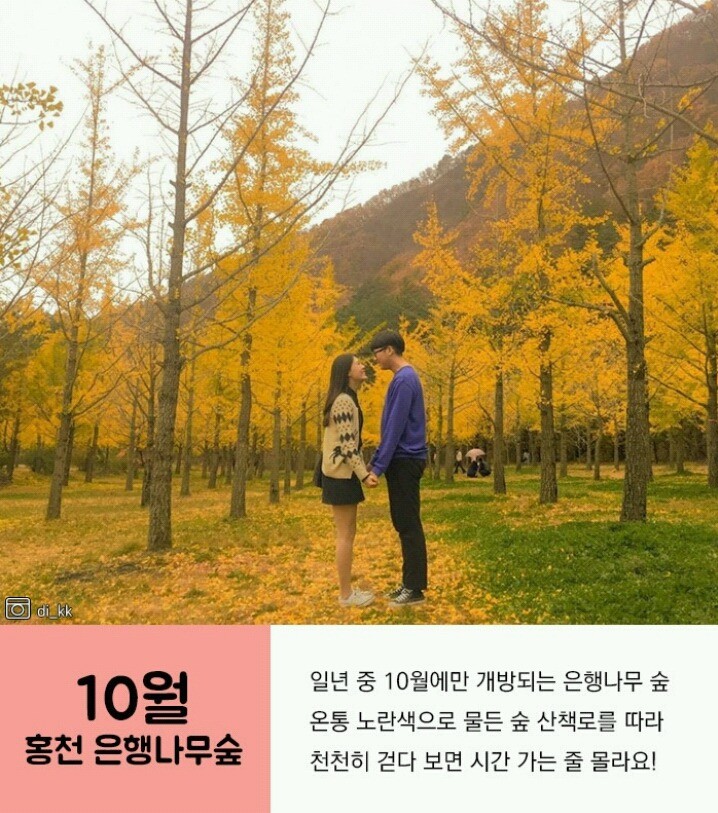 di_kk
10월
홍천 은행나무숲
일년 중 10월에만 개방되는 은행나무 숲
온통 노란색으로 물든 숲 산책로를 따라
천천히 걷다 보면 시간 가는 줄 몰라요!